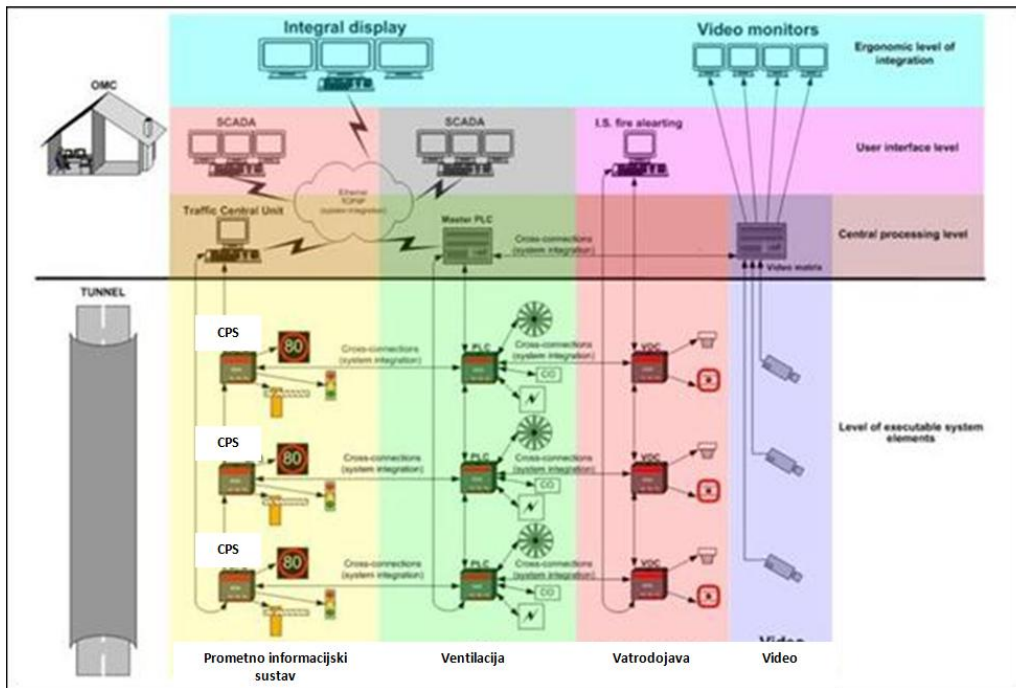 Integral display
Video monitors
Ergonomic level of
integration
OMC
SCADA
SCADA
I.S. fire alearting
User interface level
Ethernet
TCP/IP
(system integration)
Traffic Central Unit
Master PLC
Cross-connections
(system integration)
Central processing level
Video matrix
TUNNEL
CPS
80
Cross-connections
(system integration)
PLC
CO
Cross-connections
(system integration)
VDC
Level of executable system
elements
CPS
80
Cross-connections
(system integration)
PLC
CO
Cross-connections
(system integration)
VDC
CPS
80
Cross-connections
(system integration)
PLC
CO
Cross-connections
(system integration)
VDC
Prometno informacijski
sustav
Ventilacija
Vatrodojava
Video